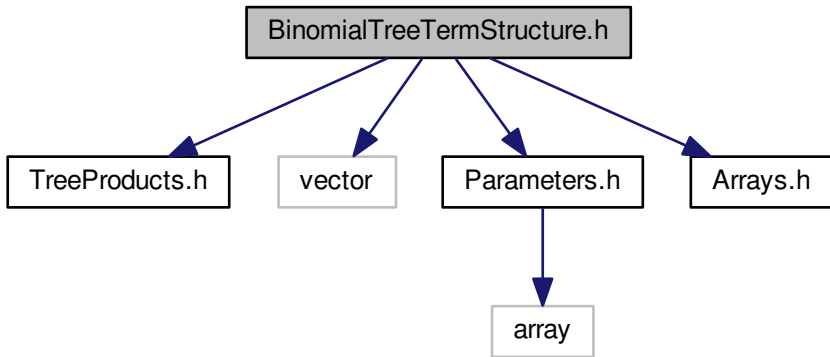 BinomialTreeTermStructure.h
TreeProducts.h
vector
Parameters.h
Arrays.h
array